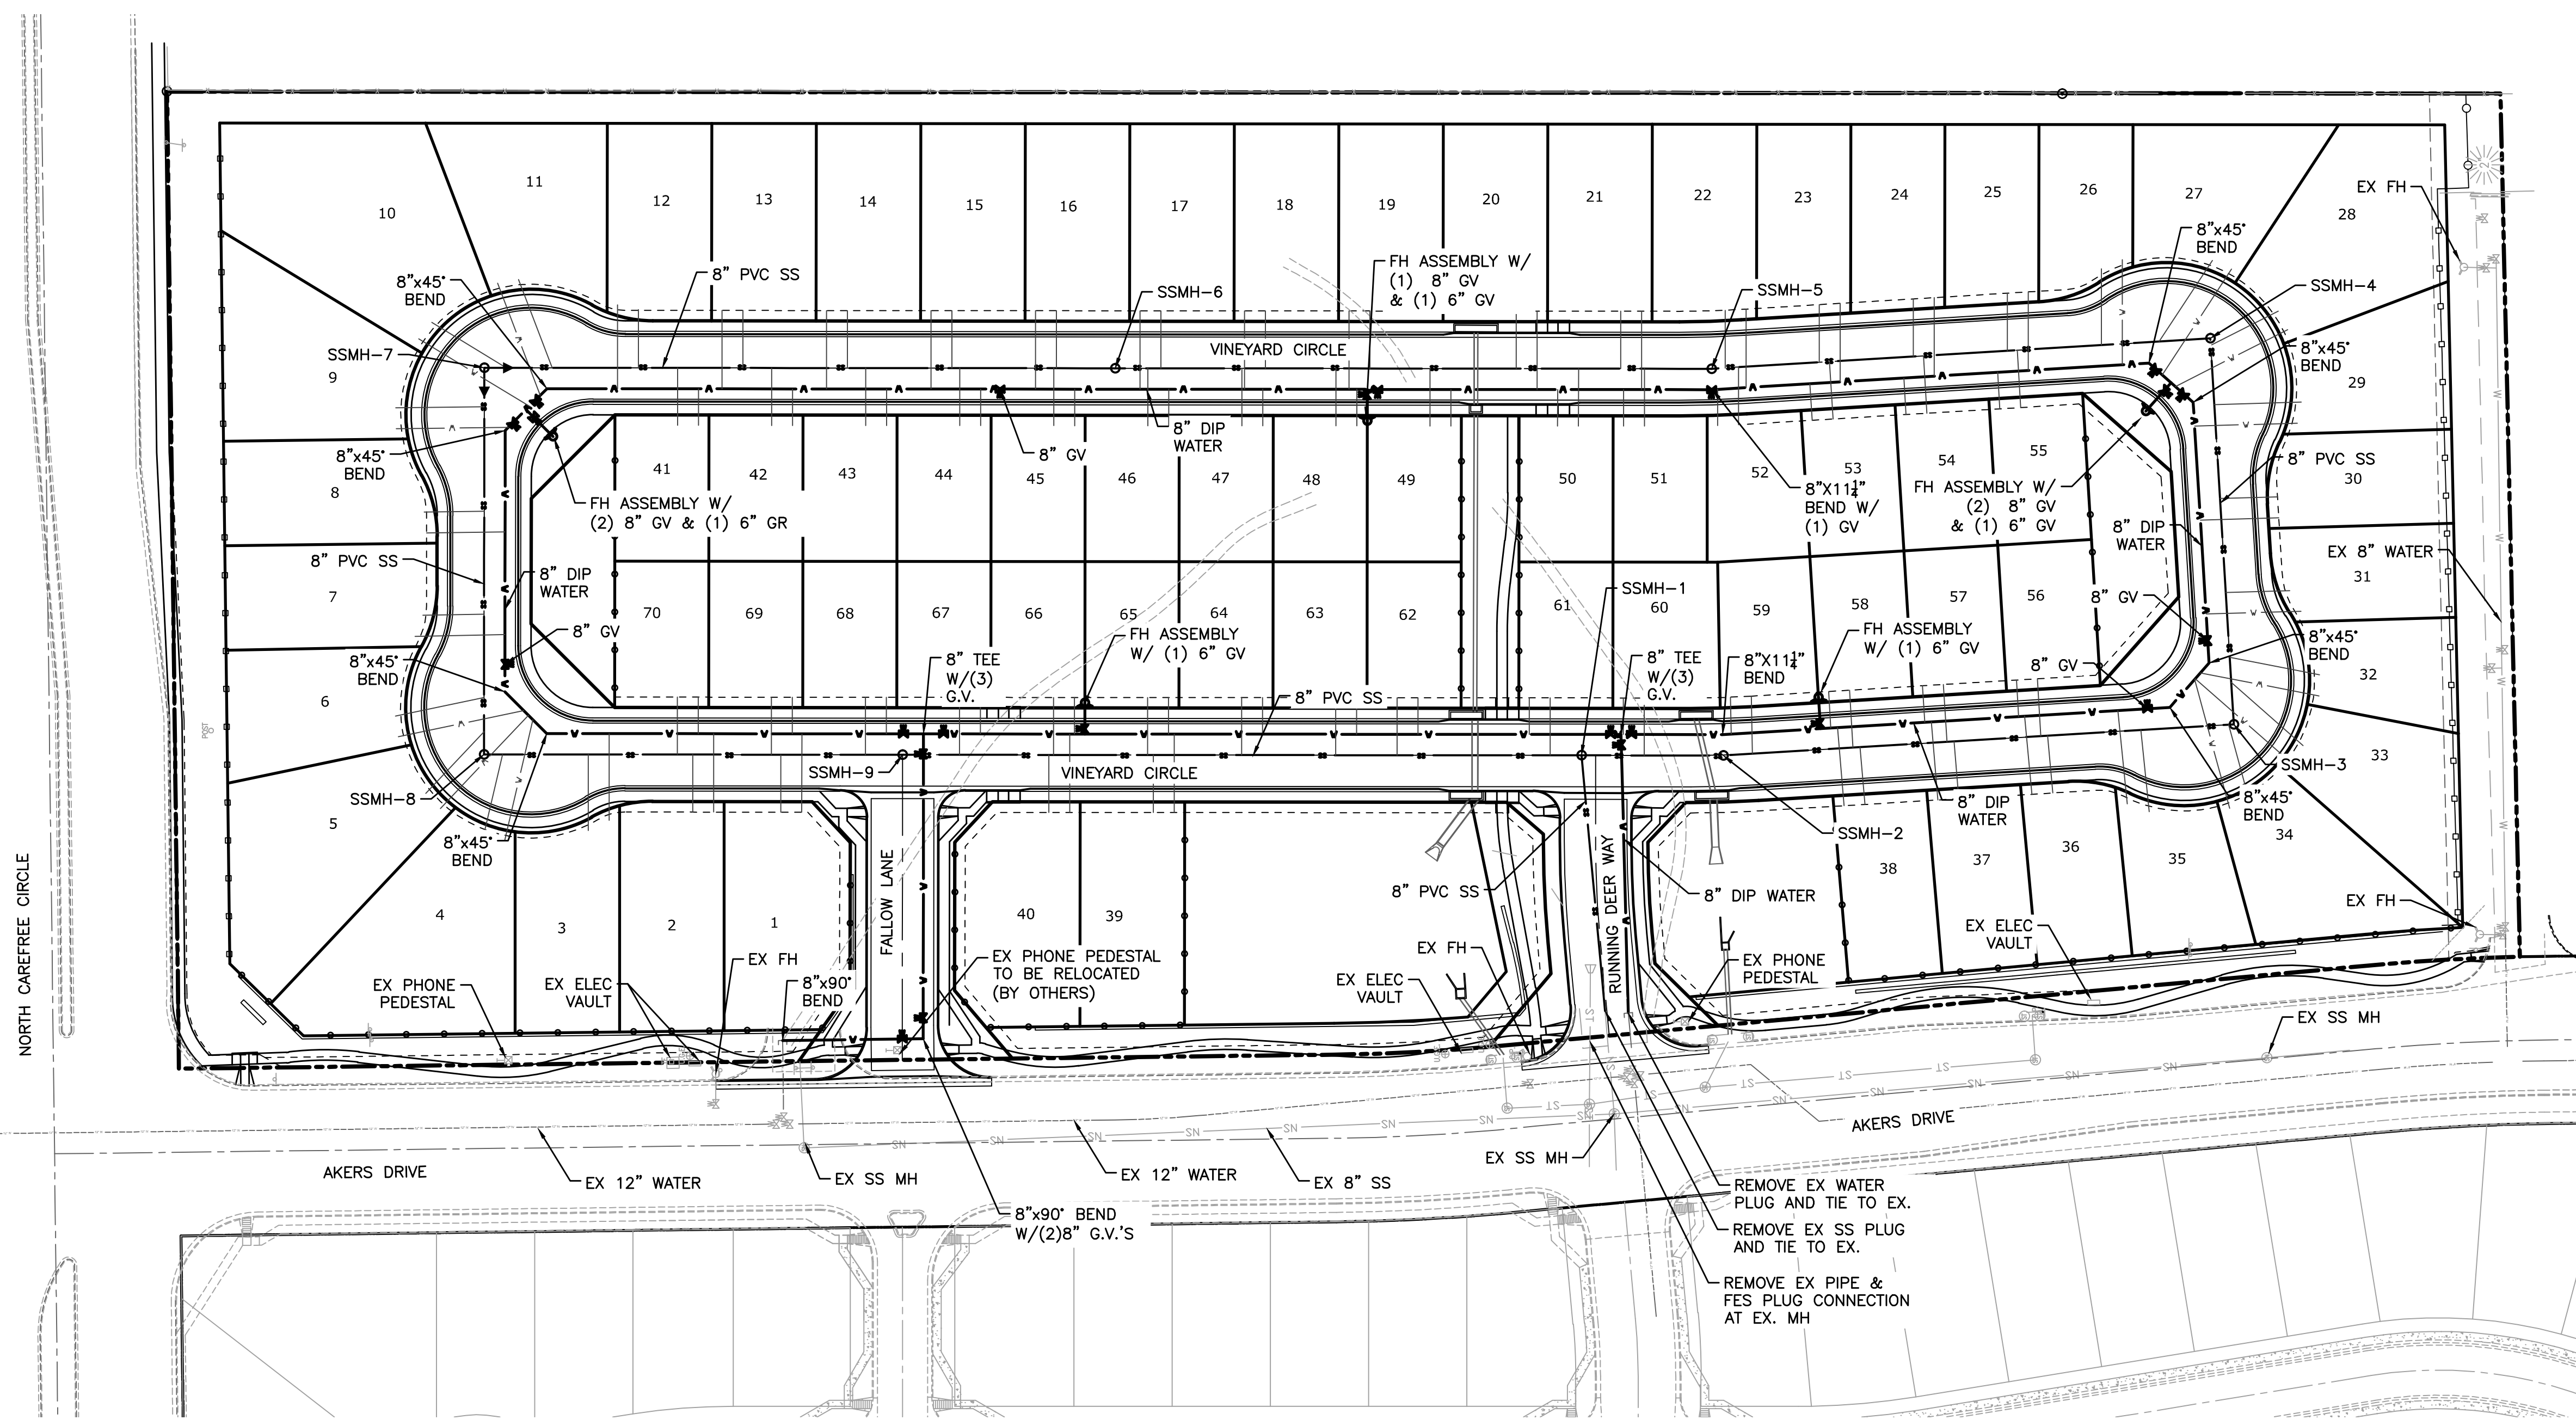 11
12
13
14
15
16
17
18
19
20
21
22
23
24
25
26
27
28
10
EX FH
8"x45°
BEND
FH ASSEMBLY W/
(1) 8" GV
& (1) 6" GV
8" PVC SS
8"x45°
BEND
SSMH-6
SSMH-5
SSMH-4
SSMH-7
VINEYARD CIRCLE
8"x45°
BEND
9
29
8" DIP
WATER
8" GV
8"x45°
BEND
8
41
42
43
44
45
46
47
48
49
50
51
52
53
54
55
8" PVC SS
30
FH ASSEMBLY W/
(2) 8" GV & (1) 6" GR
8"X11¼"
BEND W/
(1) GV
FH ASSEMBLY W/
(2) 8" GV
& (1) 6" GV
8" DIP
WATER
EX 8" WATER
8" PVC SS
8" DIP
WATER
SSMH-1
31
7
70
69
68
67
66
65
64
63
62
61
60
59
58
57
56
8" GV
8" GV
FH ASSEMBLY
W/ (1) 6" GV
FH ASSEMBLY
W/ (1) 6" GV
8"x45°
BEND
8" TEE
W/(3)
G.V.
8" TEE
W/(3)
G.V.
8"X11¼"
BEND
8" GV
8"x45°
BEND
32
6
8" PVC SS
POST
33
SSMH-9
VINEYARD CIRCLE
SSMH-3
SSMH-8
5
8"x45°
BEND
8" DIP
WATER
SSMH-2
8"x45°
BEND
34
38
37
36
35
8" PVC SS
8" DIP WATER
NORTH CAREFREE CIRCLE
FALLOW LANE
RUNNING DEER WAY
4
3
2
1
40
39
EX FH
EX FH
EX ELEC
VAULT
EX FH
EX PHONE PEDESTAL
TO BE RELOCATED
(BY OTHERS)
EX PHONE
PEDESTAL
EX PHONE
PEDESTAL
EX ELEC
VAULT
8"x90°
BEND
EX ELEC
VAULT
EX SS MH
AKERS DRIVE
AKERS DRIVE
EX 12" WATER
EX SS MH
EX 12" WATER
EX 8" SS
EX SS MH
8"x90° BEND
W/(2)8" G.V.'S
REMOVE EX WATER
PLUG AND TIE TO EX.
REMOVE EX SS PLUG
AND TIE TO EX.
REMOVE EX PIPE &
FES PLUG CONNECTION
AT EX. MH